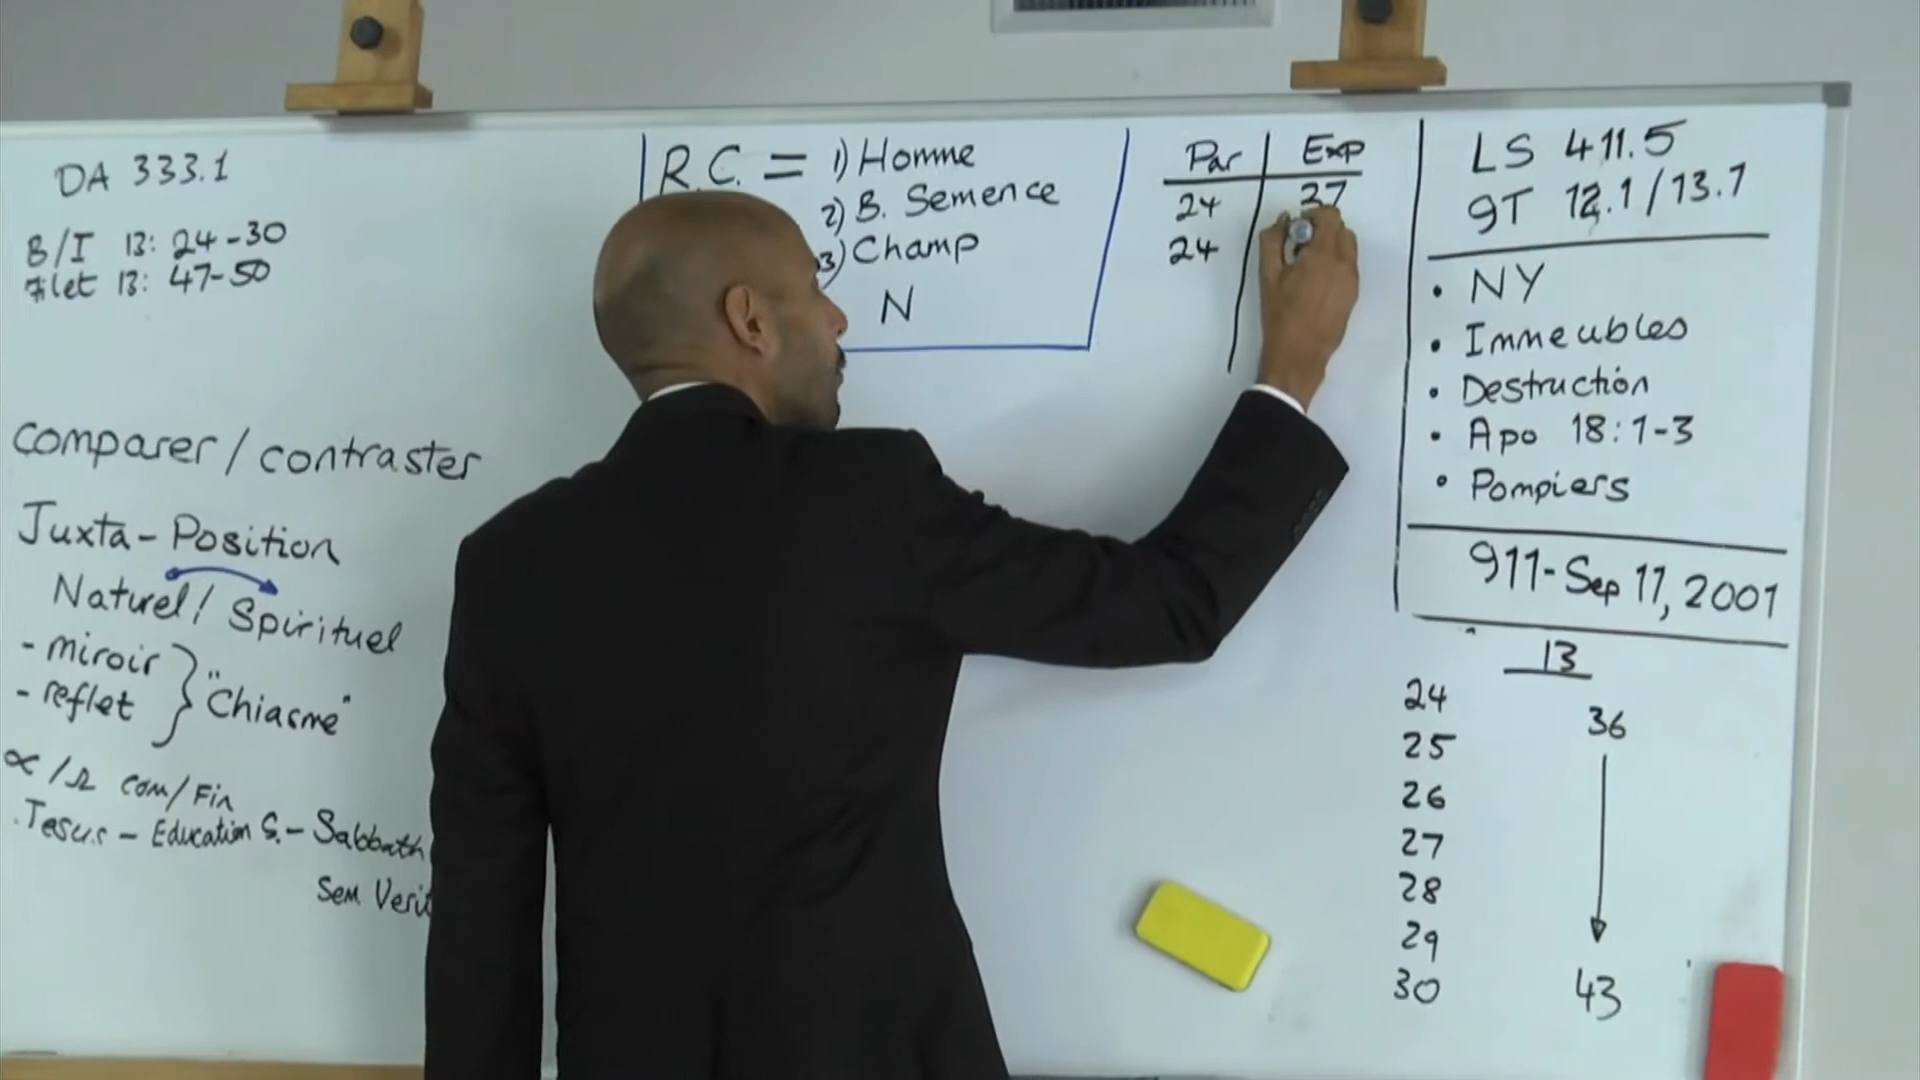 DA 333.1
B/I 13: 24-30
Filet 13: 47-50
comparer/contraster
Juxta-Position
Naturel/Spirituel
- miroir
- reflet
"Chiasme"
∝/Ω com/Fin
Jesus - Education S. - Sabbath
Sem Verit
R.C. = 1) Homme
2) B. Semence
3) Champ
N
Par Exp
24 37
24
LS 411.5
9T 12.1/13.1
• NY
• Immeubles
• Destruction
• Apo 18:1-3
• Pompiers
911-Sep 11, 2001
13
24 36
25
26
27
28
29
30 43